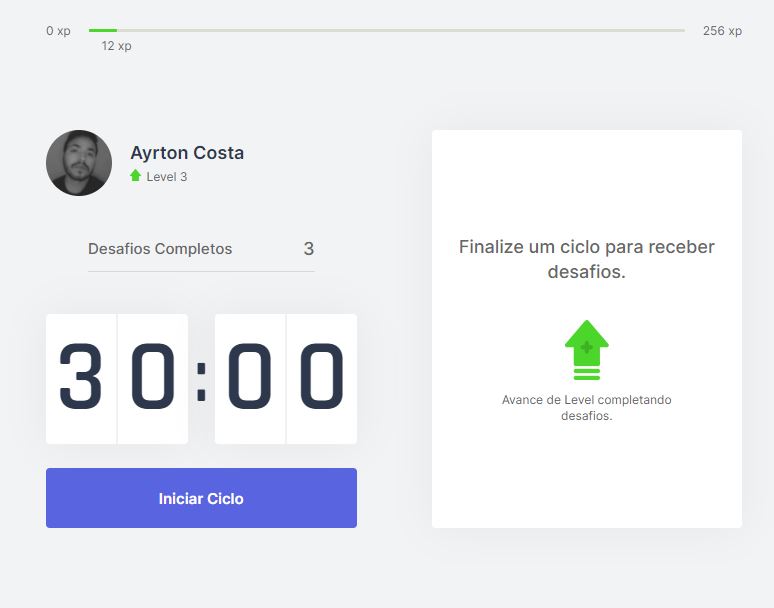 0 xp
256 xp
12 xp
Ayrton Costa
Level 3
Desafios Completos 3
30:00
Iniciar Ciclo
Finalize um ciclo para receber
desafios.
Avance de Level completando
desafios.